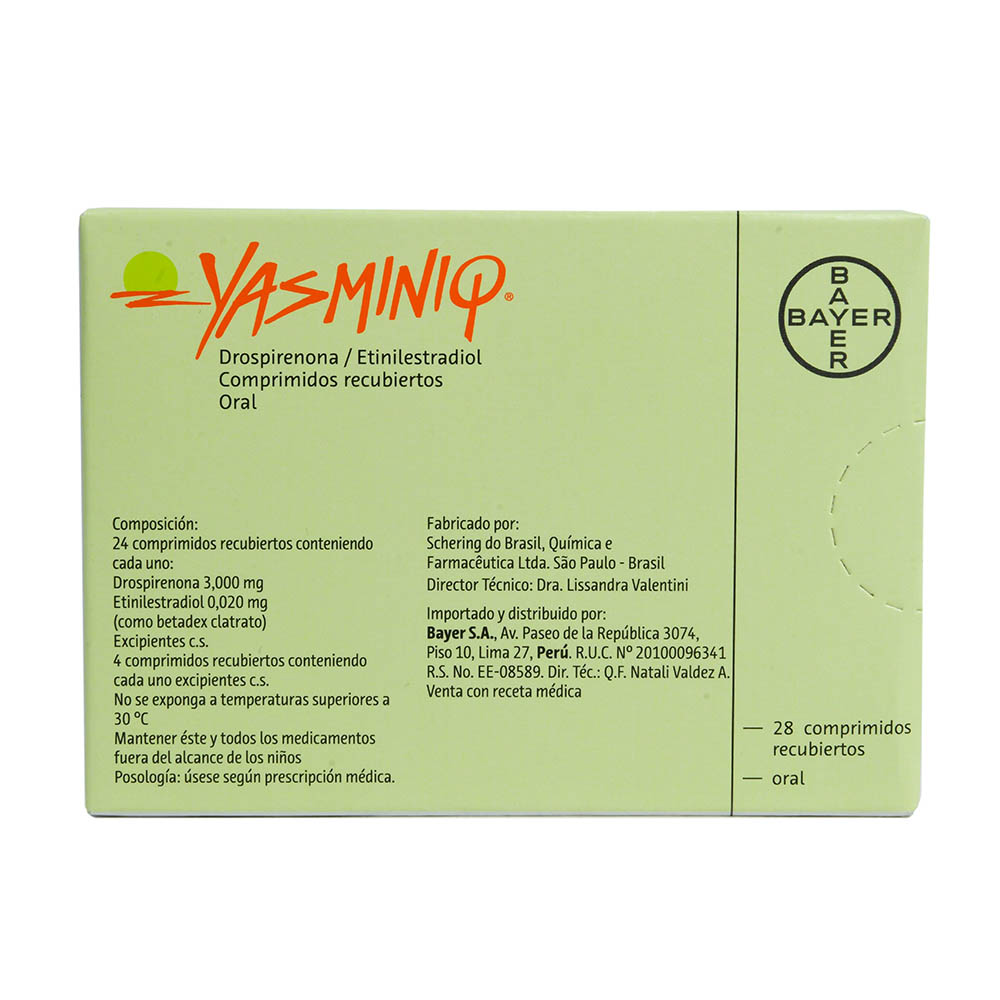 YASMINIQ®
Drospirenona / Etinilestradiol
Comprimidos recubiertos
Oral
BAYER
BAYER
Composición:
24 comprimidos recubiertos conteniendo
cada uno:
Drospirenona 3,000 mg
Etinilestradiol 0,020 mg
(como betadex clatrato)
Excipientes c.s.
4 comprimidos recubiertos conteniendo
cada uno excipientes c.s.
No se exponga a temperaturas superiores a
30 °C
Mantener éste y todos los medicamentos
fuera del alcance de los niños
Posología: úsese según prescripción médica.
Fabricado por:
Schering do Brasil, Química e
Farmacêutica Ltda. São Paulo - Brasil
Director Técnico: Dra. Lissandra Valentini
Importado y distribuido por:
Bayer S.A., Av. Paseo de la República 3074,
Piso 10, Lima 27, Perú. R.U.C. Nº 20100096341
R.S. No. EE-08589. Dir. Téc.: Q.F. Natali Valdez A.
Venta con receta médica
— 28 comprimidos
recubiertos
— oral